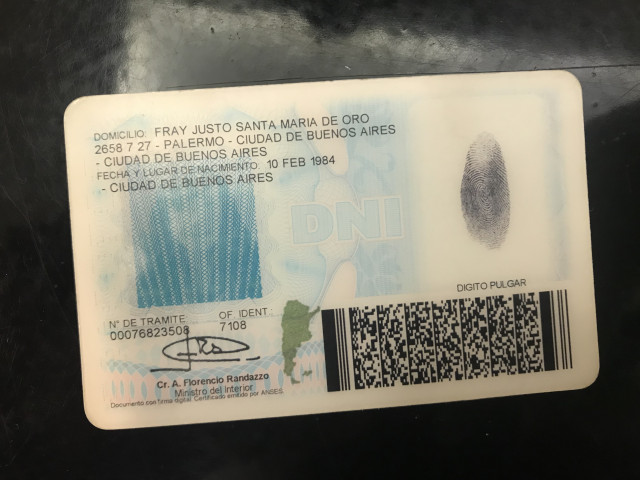 DOMICILIO: FRAY JUSTO SANTA MARIA DE ORO
2658 7 27 - PALERMO - CIUDAD DE BUENOS AIRES
- CIUDAD DE BUENOS AIRES
FECHA Y LUGAR DE NACIMIENTO: 10 FEB 1984
- CIUDAD DE BUENOS AIRES
DNI
DIGITO PULGAR
N° DE TRAMITE OF. IDENT.:
00076823508 7108
Cr. A. Florencio Randazzo
Ministro del Interior
Documento con firma digital. Certificado emitido por ANSES.